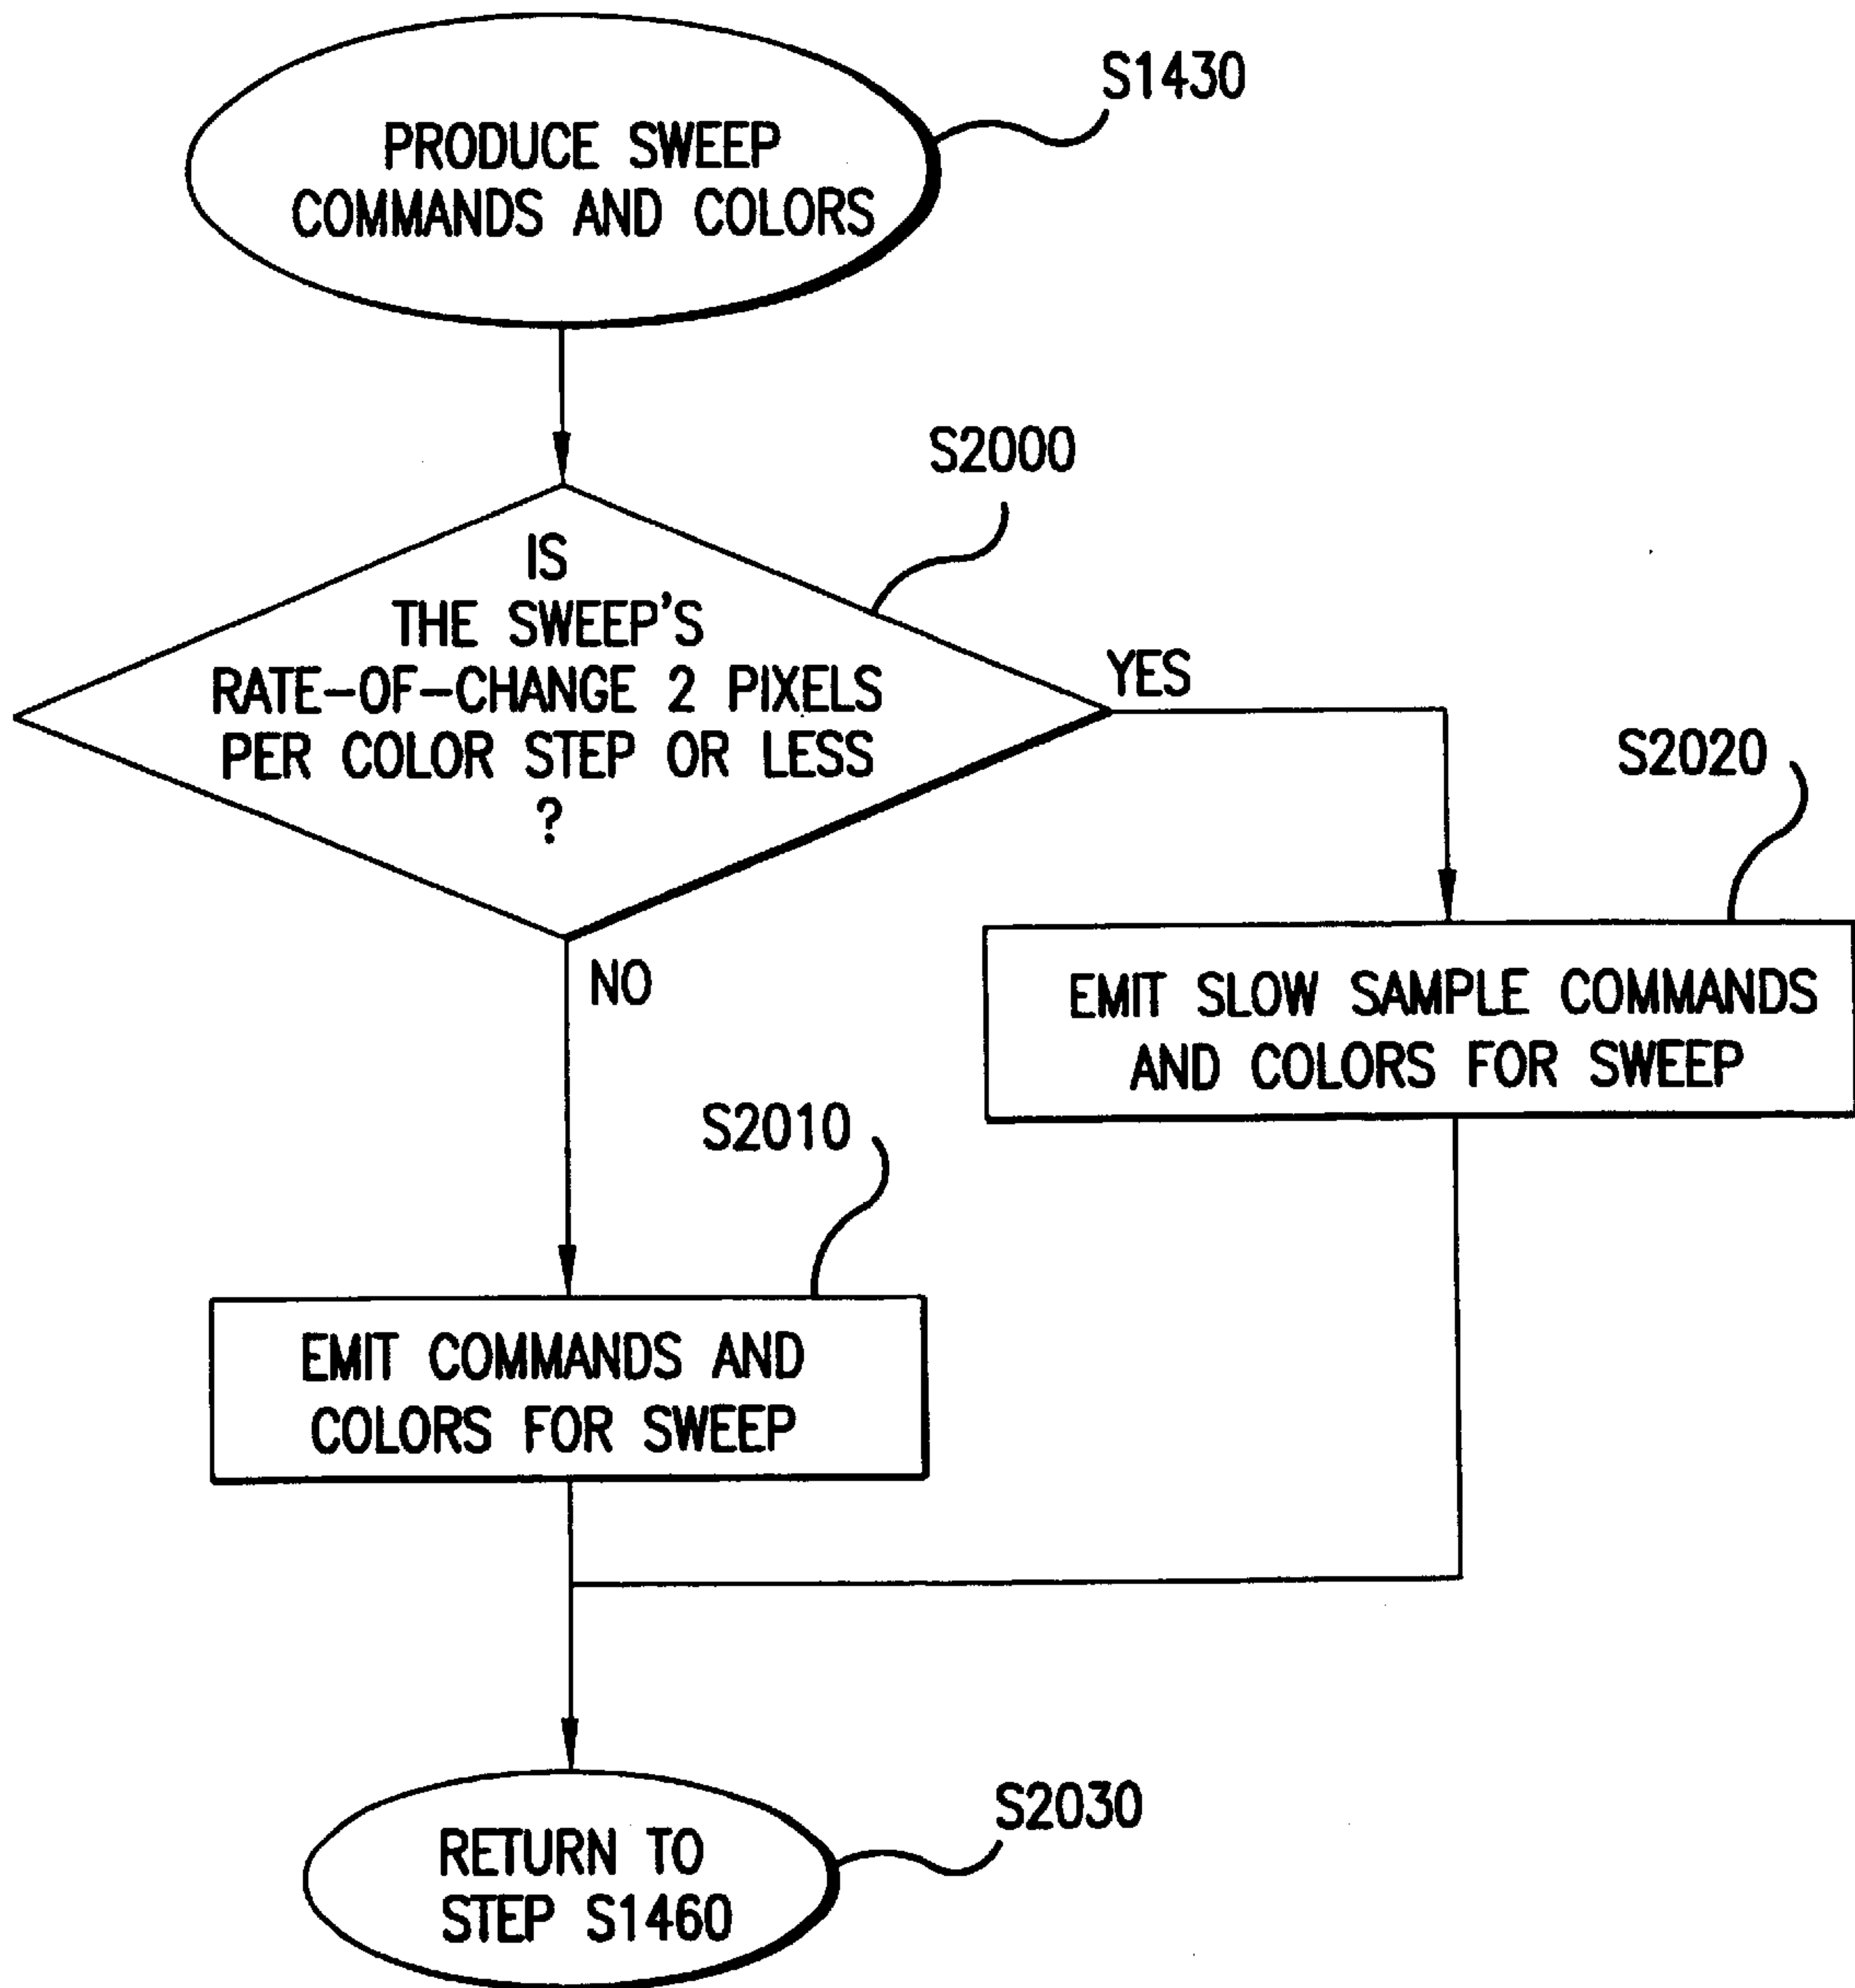 S1430
PRODUCE SWEEP
COMMANDS AND COLORS
S2000
IS
THE SWEEP'S
RATE-OF-CHANGE 2 PIXELS
PER COLOR STEP OR LESS
?
YES
S2020
NO
EMIT SLOW SAMPLE COMMANDS
AND COLORS FOR SWEEP
S2010
EMIT COMMANDS AND
COLORS FOR SWEEP
S2030
RETURN TO
STEP S1460